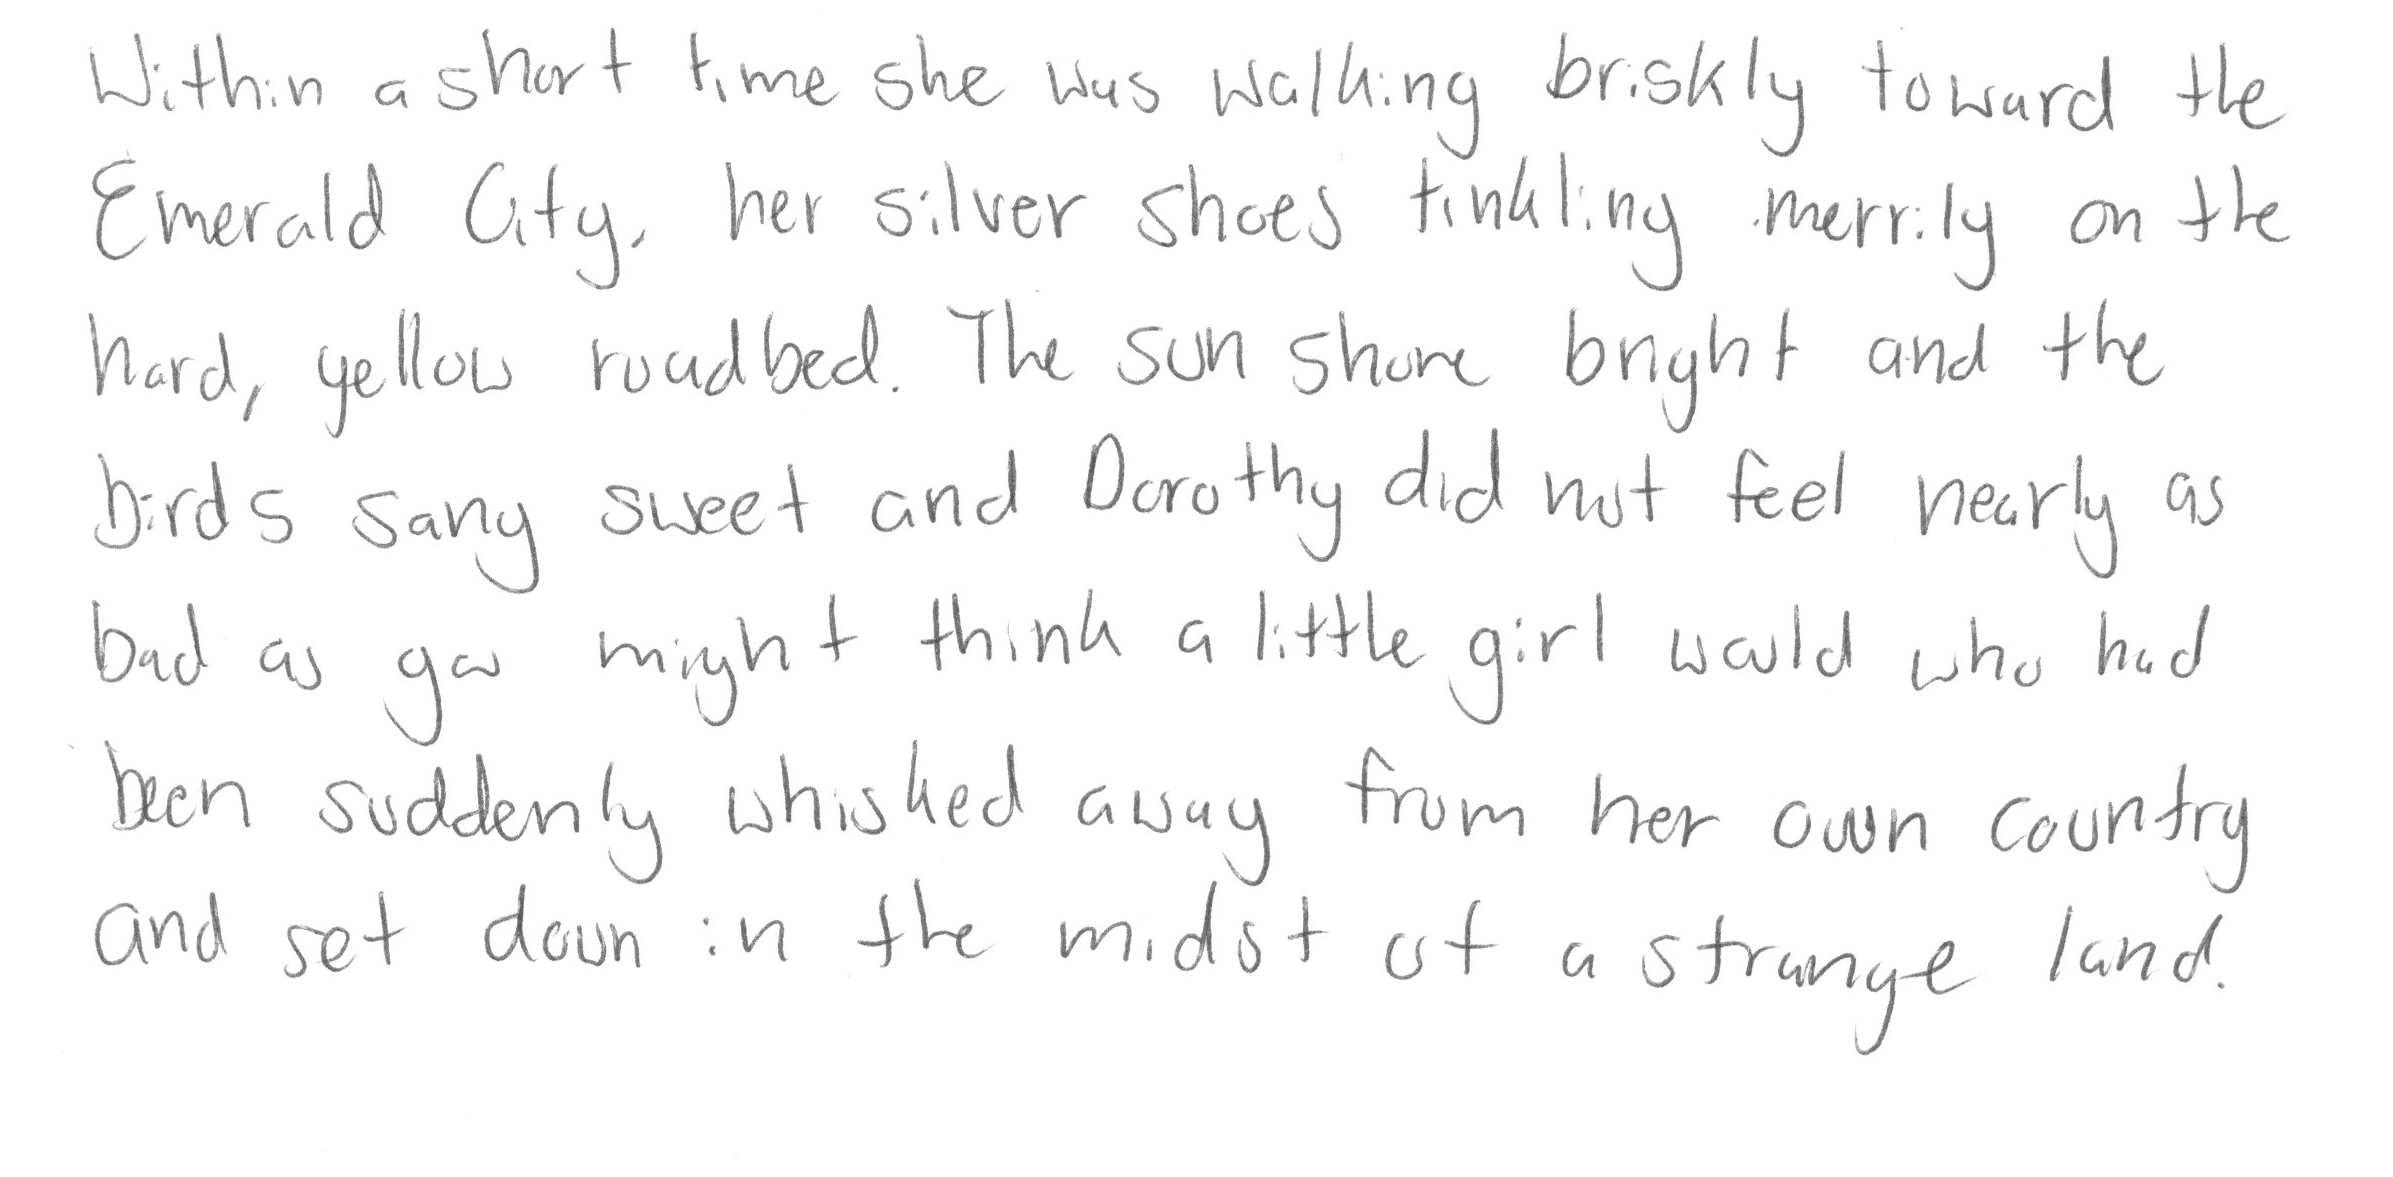 Within a short time she was walking briskly toward the
Emerald City, her silver shoes tinkling merrily on the
hard, yellow roadbed. The sun shone bright and the
birds sang sweet and Dorothy did not feel nearly as
bad as you might think a little girl would who had
been suddenly whisked away from her own country
and set down in the midst of a strange land.